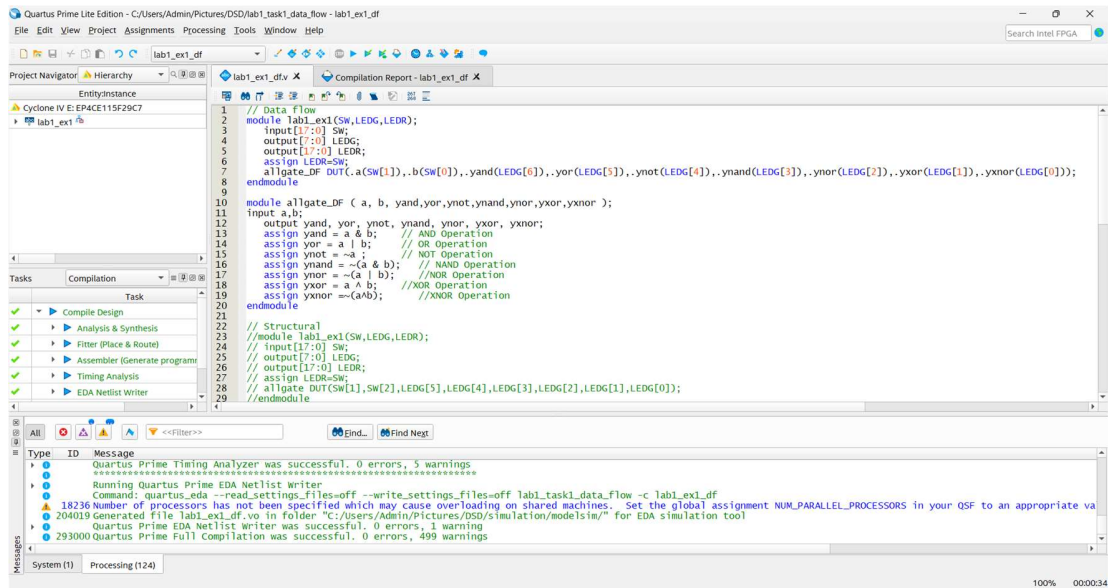 Quartus Prime Lite Edition - C:/Users/Admin/Pictures/DSD/lab1_task1_data_flow - lab1_ex1_df
File Edit View Project Assignments Processing Tools Window Help
Search Intel FPGA
lab1_ex1_df
Project Navigator Hierarchy
Entity:Instance
Cyclone IV E: EP4CE115F29C7
lab1_ex1
lab1_ex1_df.v
Compilation Report - lab1_ex1_df
1 // Data flow
2 module lab1_ex1(SW,LEDG,LEDR);
3 input[17:0] SW;
4 output[7:0] LEDG;
5 output[17:0] LEDR;
6 assign LEDR=SW;
7 allgate_DF DUT(.a(SW[1]),.b(SW[0]),.yand(LEDG[6]),.yor(LEDG[5]),.ynot(LEDG[4]),.ynand(LEDG[3]),.ynor(LEDG[2]),.yxor(LEDG[1]),.yxnor(LEDG[0]));
8 endmodule
9
10 module allgate_DF ( a, b, yand,yor,ynot,ynand,ynor,yxor,yxnor );
11 input a,b;
12 output yand, yor, ynot, ynand, ynor, yxor, yxnor;
13 assign yand = a & b; // AND Operation
14 assign yor = a | b; // OR Operation
15 assign ynot = ~a ; // NOT Operation
16 assign ynand = ~(a & b); // NAND Operation
17 assign ynor = ~(a | b); //NOR Operation
18 assign yxor = a ^ b; //XOR Operation
19 assign yxnor =~(a^b); //XNOR Operation
20 endmodule
21
22 // Structural
23 //module lab1_ex1(SW,LEDG,LEDR);
24 // input[17:0] SW;
25 // output[7:0] LEDG;
26 // output[17:0] LEDR;
27 // assign LEDR=SW;
28 // allgate DUT(SW[1],SW[2],LEDG[5],LEDG[4],LEDG[3],LEDG[2],LEDG[1],LEDG[0]);
29 //endmodule
Tasks Compilation
Task
Compile Design
Analysis & Synthesis
Fitter (Place & Route)
Assembler (Generate programm
Timing Analysis
EDA Netlist Writer
All <<Filter>> Find... Find Next
Type ID Message
Quartus Prime Timing Analyzer was successful. 0 errors, 5 warnings
*******************************************************************
Running Quartus Prime EDA Netlist Writer
Command: quartus_eda --read_settings_files=off --write_settings_files=off lab1_task1_data_flow -c lab1_ex1_df
18236 Number of processors has not been specified which may cause overloading on shared machines. Set the global assignment NUM_PARALLEL_PROCESSORS in your QSF to an appropriate va
204019 Generated file lab1_ex1_df.vo in folder "C:/Users/Admin/Pictures/DSD/simulation/modelsim/" for EDA simulation tool
Quartus Prime EDA Netlist Writer was successful. 0 errors, 1 warning
293000 Quartus Prime Full Compilation was successful. 0 errors, 499 warnings
Messages
System (1) Processing (124)
100% 00:00:34